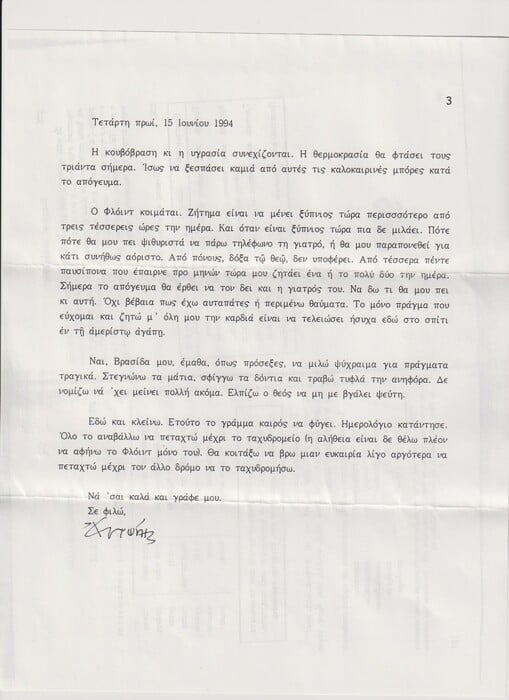 3
Τετάρτη πρωί, 15 Ιουνίου 1994
Η κουβόβραση κι η υγρασία συνεχίζονται. Η θερμοκρασία θα φτάσει τους
τριάντα σήμερα. Ίσως να ξεσπάσει καμιά από αυτές τις καλοκαιρινές μπόρες κατά
το απόγευμα.
Ο Φλόιντ κοιμάται. Ζήτημα είναι να μένει ξύπνιος τώρα περισσσότερο από
τρεις τέσσερεις ώρες την ημέρα. Και όταν είναι ξύπνιος τώρα πια δε μιλάει. Πότε
πότε θα μου πει ψιθυριστά να πάρω τηλέφωνο τη γιατρό, ή θα μου παραπονεθεί για
κάτι συνήθως αόριστο. Από πόνους, δόξα τῷ θεῷ, δεν υποφέρει. Από τέσσερα πέντε
παυσίπονα που έπαιρνε προ μηνών τώρα μου ζητάει ένα ή το πολύ δύο την ημέρα.
Σήμερα το απόγευμα θα έρθει να τον δει και η γιατρός του. Να δω τι θα μου πει
κι αυτή. Όχι βέβαια πως έχω αυταπάτες ή περιμένω θαύματα. Το μόνο πράγμα που
εύχομαι και ζητώ μ' όλη μου την καρδιά είναι να τελειώσει ήσυχα εδώ στο σπίτι
ἐν τῇ ἀμερίστῳ ἀγάπῃ.
Ναι, Βρασίδα μου, έμαθα, όπως πρόσεξες, να μιλώ ψύχραιμα για πράγματα
τραγικά. Στεγνώνω τα μάτια, σφίγγω τα δόντια και τραβώ τυφλά την ανηφόρα. Δε
νομίζω νά 'χει μείνει πολλή ακόμα. Ελπίζω ο θεός να μη με βγάλει ψεύτη.
Εδώ και κλείνω. Ετούτο το γράμμα καιρός να φύγει. Ημερολόγιο κατάντησε.
Όλο το αναβάλλω να πεταχτώ μέχρι το ταχυδρομείο (η αλήθεια είναι δε θέλω πλέον
να αφήνω το Φλόιντ μόνο του). Θα κοιτάξω να βρω μιαν ευκαιρία λίγο αργότερα να
πεταχτώ μέχρι τον άλλο δρόμο να το ταχυδρομήσω.
Νά 'σαι καλά και γράφε μου.
Σε φιλώ,